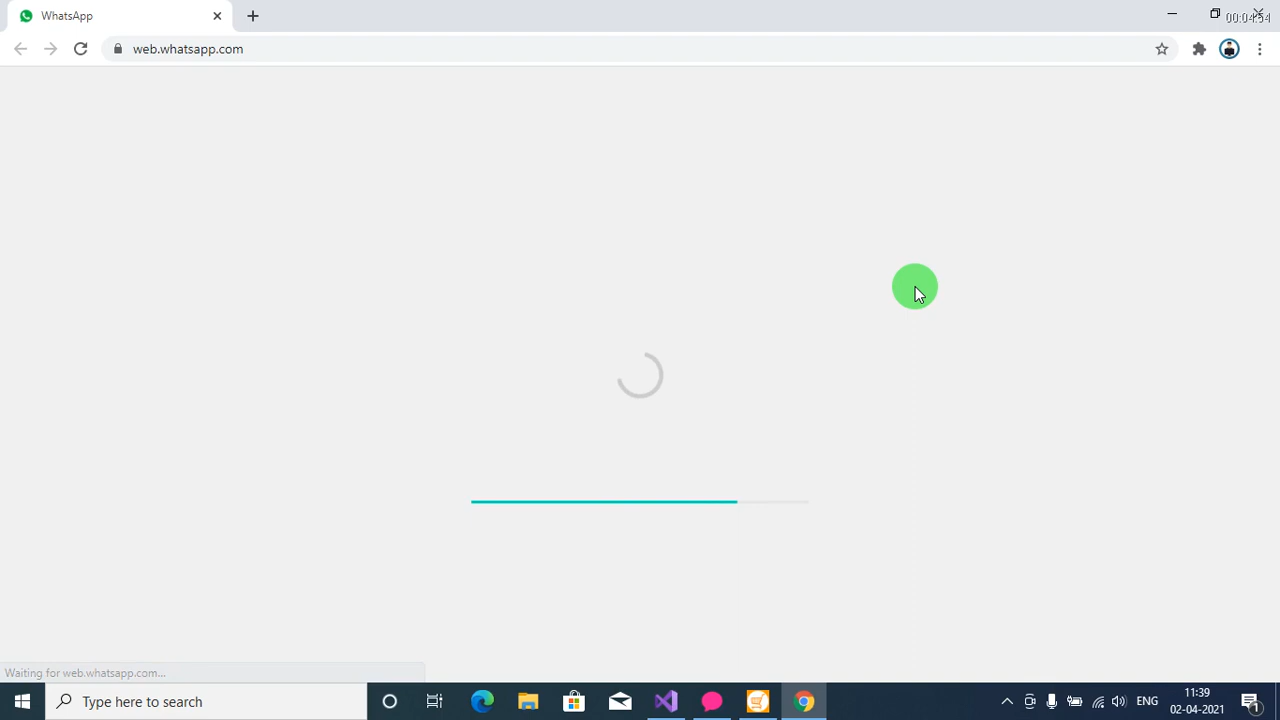 WhatsApp
00:04:54
web.whatsapp.com
Waiting for web.whatsapp.com...
Type here to search
ENG
11:39
02-04-2021
1